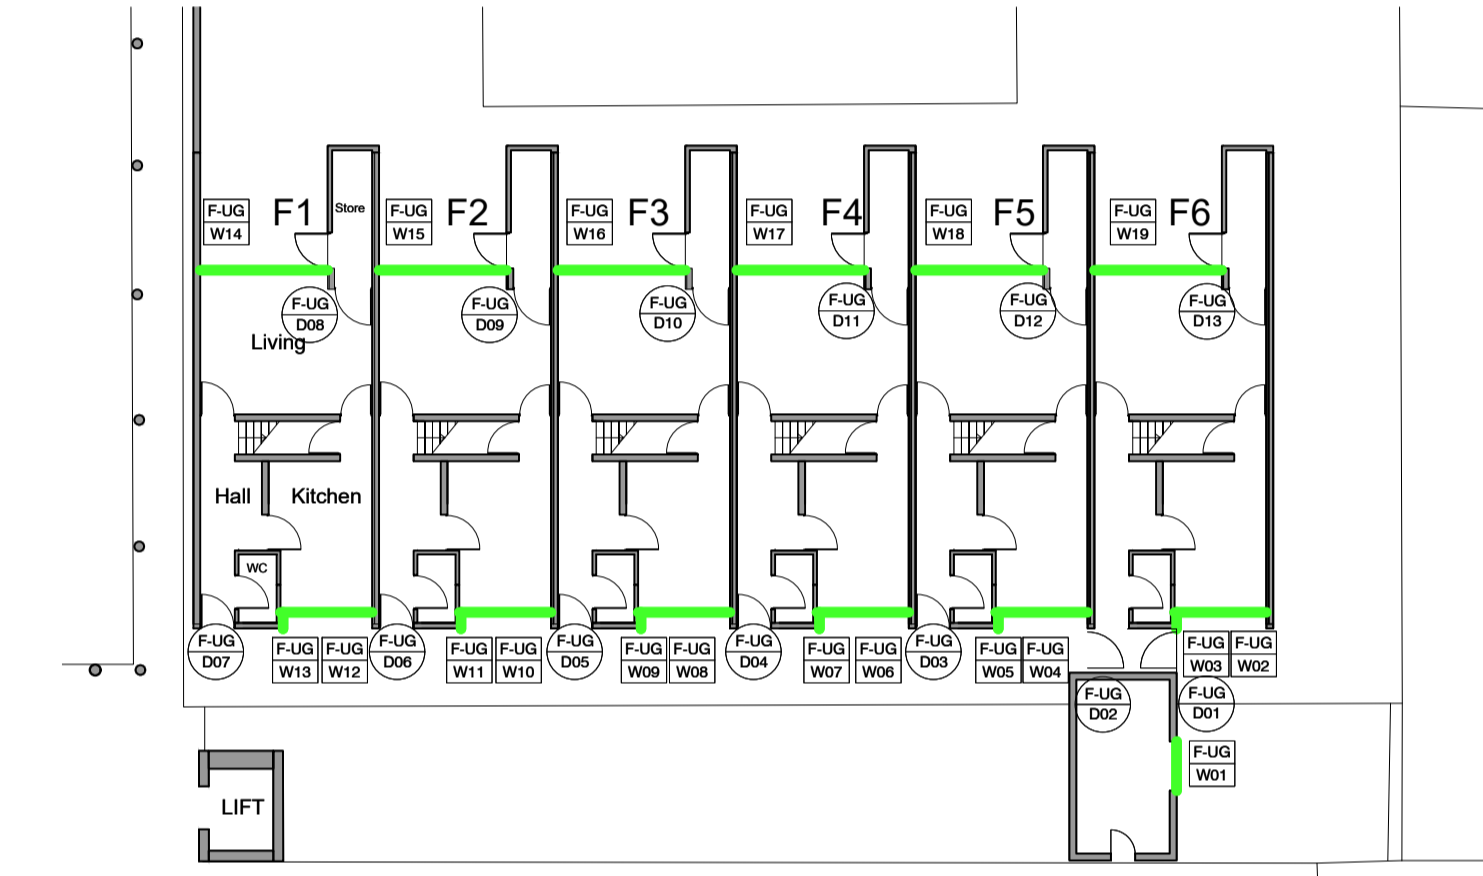 F-UG
W14
F1
Store
F-UG
W15
F2
F-UG
W16
F3
F-UG
W17
F4
F-UG
W18
F5
F-UG
W19
F6
F-UG
D08
F-UG
D09
F-UG
D10
F-UG
D11
F-UG
D12
F-UG
D13
Living
Hall
Kitchen
WC
F-UG
D07
F-UG
W13
F-UG
W12
F-UG
D06
F-UG
W11
F-UG
W10
F-UG
D05
F-UG
W09
F-UG
W08
F-UG
D04
F-UG
W07
F-UG
W06
F-UG
D03
F-UG
W05
F-UG
W04
F-UG
W03
F-UG
W02
F-UG
D02
F-UG
D01
F-UG
W01
LIFT